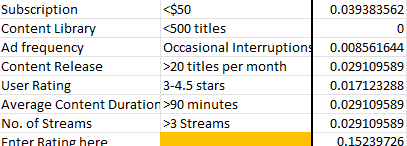 Subscription <$50 0.039383562
Content Library <500 titles 0
Ad frequency Occasional Interruptions 0.008561644
Content Release >20 titles per month 0.029109589
User Rating 3-4.5 stars 0.017123288
Average Content Duration >90 minutes 0.029109589
No. of Streams >3 Streams 0.029109589
Enter Rating here 0.15239726